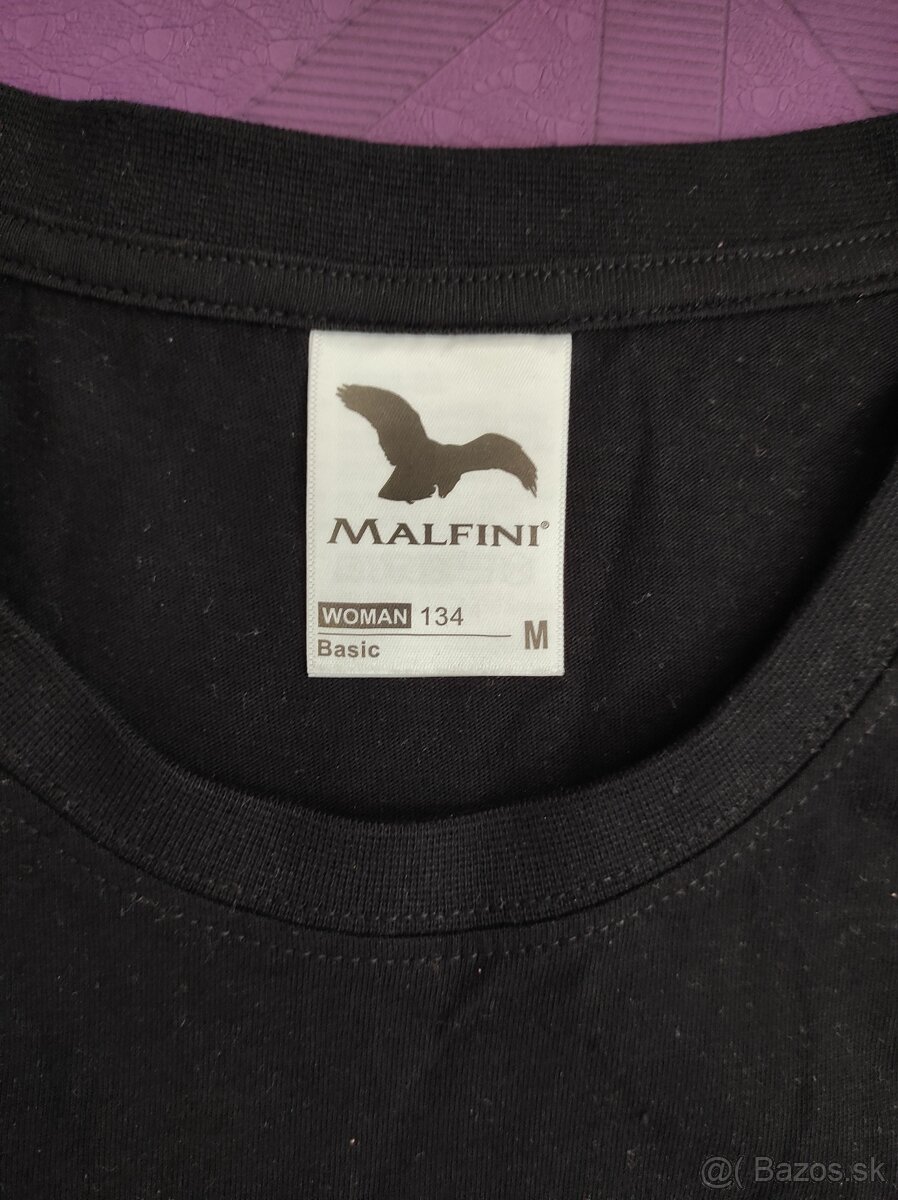 MALFINI®
WOMAN 134
Basic
M
@( Bazos.sk